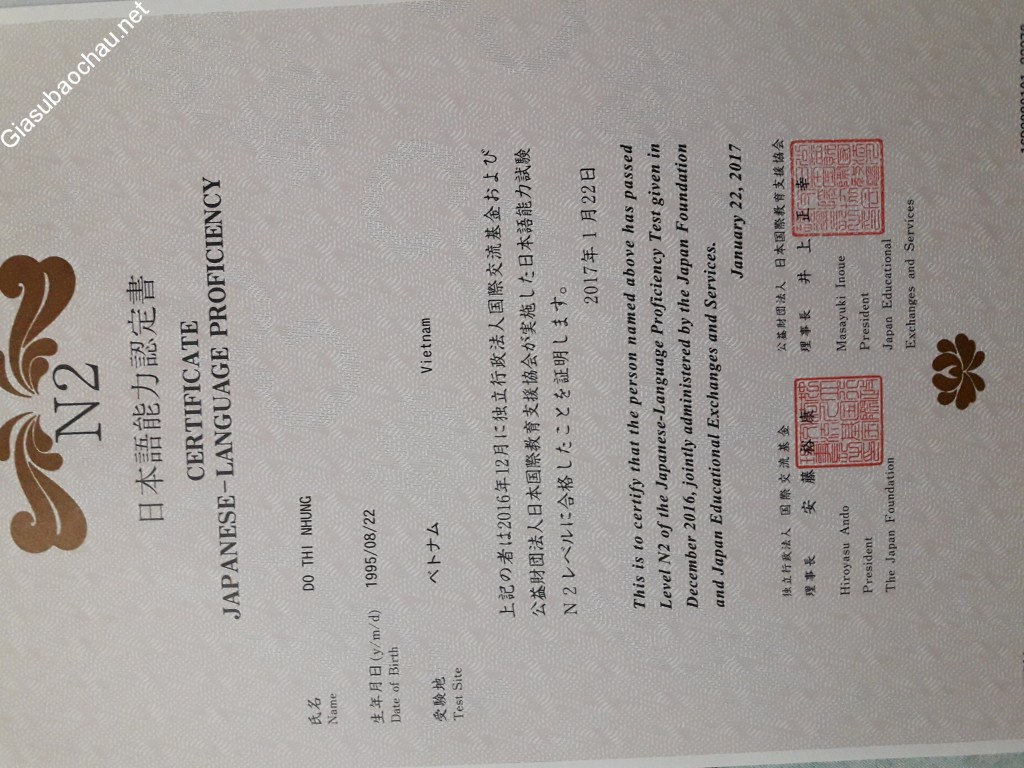 Giasubaochau.net
N2
日本語能力認定書
CERTIFICATE
JAPANESE-LANGUAGE PROFICIENCY
氏名
Name
DO THI NHUNG
生年月日(y/m/d)
Date of Birth
1995/08/22
受験地
Test Site
ベトナム
Vietnam
上記の者は2016年12月に独立行政法人国際交流基金および
公益財団法人日本国際教育支援協会が実施した日本語能力試験
N2レベルに合格したことを証明します。
2017年1月22日
This is to certify that the person named above has passed
Level N2 of the Japanese-Language Proficiency Test given in
December 2016, jointly administered by the Japan Foundation
and Japan Educational Exchanges and Services.
January 22, 2017
独立行政法人 国際交流基金
理事長 安藤裕康
Hiroyasu Ando
President
The Japan Foundation
公益財団法人 日本国際教育支援協会
理事長 井上正幸
Masayuki Inoue
President
Japan Educational
Exchanges and Services